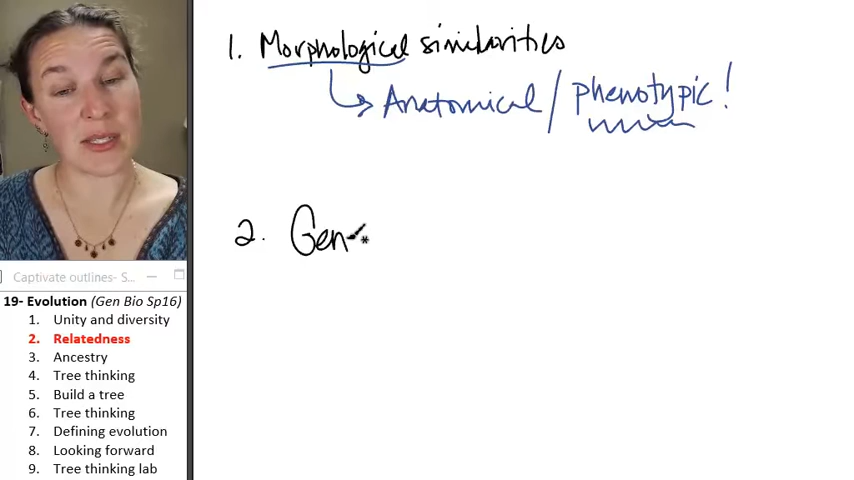 1. Morphological similarities
Anatomical / phenotypic!
2. Gen
Captivate outlines- S...
19- Evolution (Gen Bio Sp16)
1. Unity and diversity
2. Relatedness
3. Ancestry
4. Tree thinking
5. Build a tree
6. Tree thinking
7. Defining evolution
8. Looking forward
9. Tree thinking lab